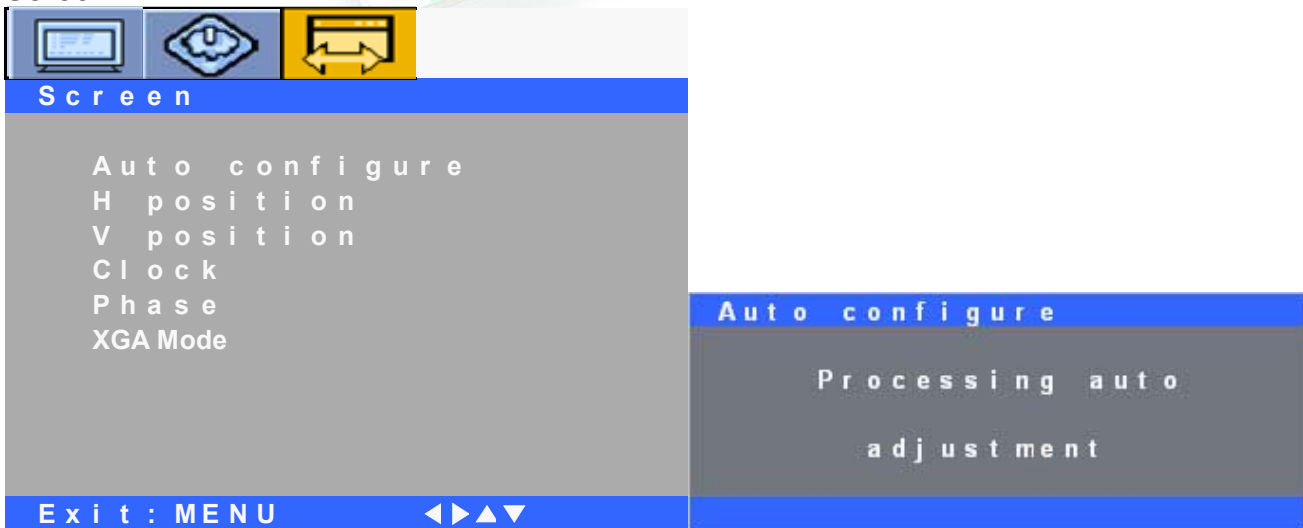 Screen
Auto configure
H position
V position
Clock
Phase
XGA Mode
Exit: MENU ◀▶▲▼
Auto configure
Processing auto
adjustment